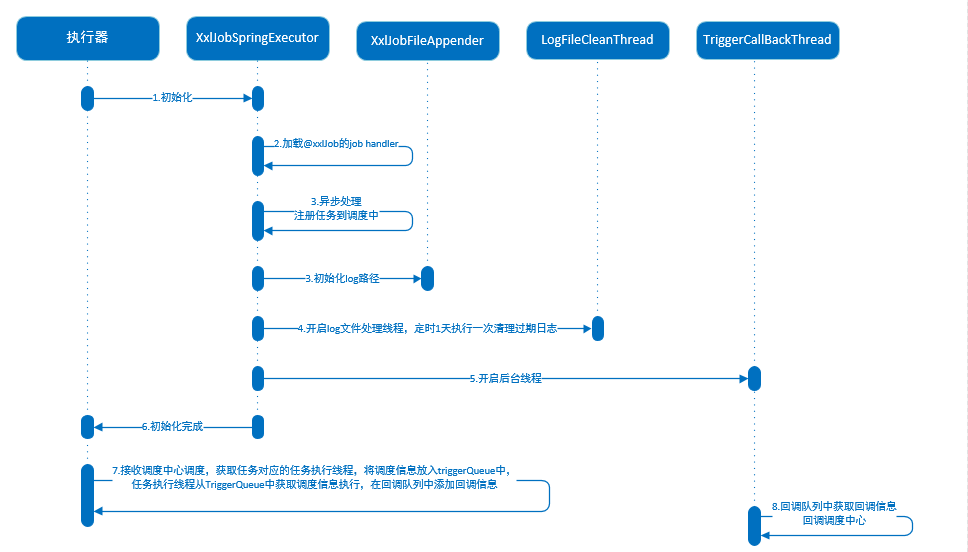 执行器
XxlJobSpringExecutor
XxlJobFileAppender
LogFileCleanThread
TriggerCallBackThread
1.初始化
2.加载@xxlJob的job handler
3.异步处理
注册任务到调度中
3.初始化log路径
4.开启log文件处理线程，定时1天执行一次清理过期日志
5.开启后台线程
6.初始化完成
7.接收调度中心调度，获取任务对应的任务执行线程，将调度信息放入triggerQueue中，
任务执行线程从TriggerQueue中获取调度信息执行，在回调队列中添加回调信息
8.回调队列中获取回调信息
回调调度中心